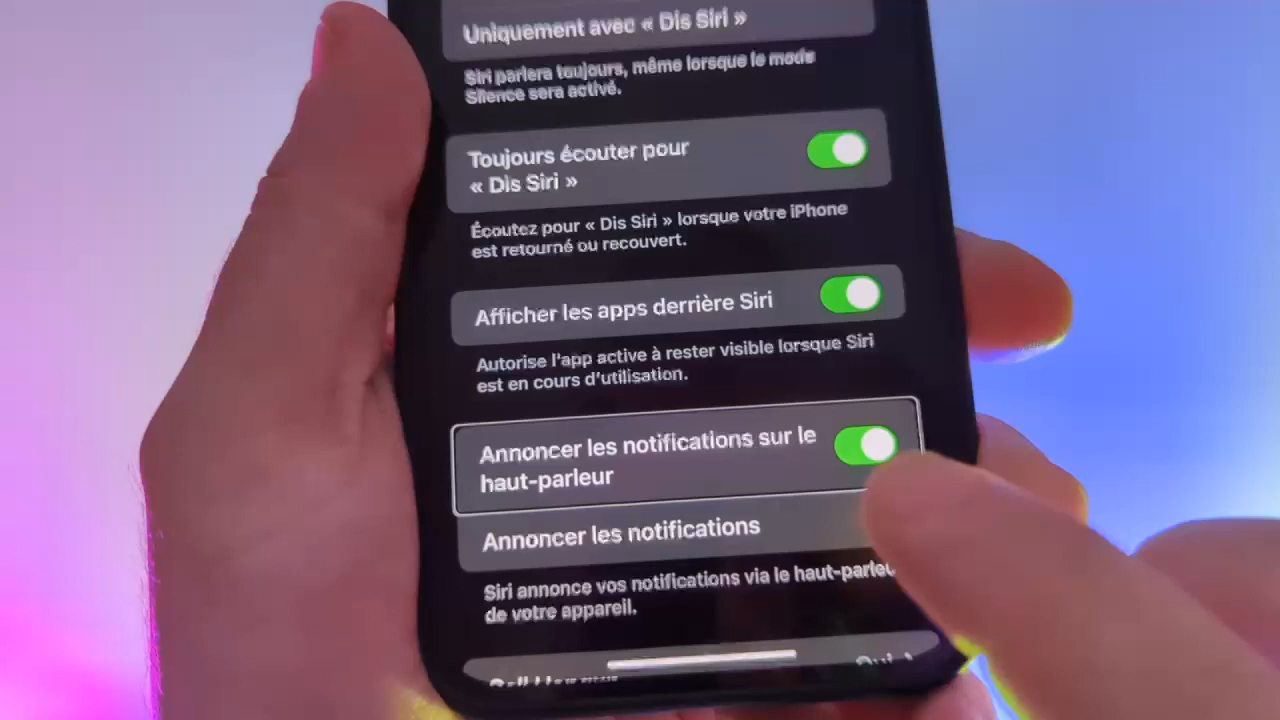 Uniquement avec « Dis Siri »
Siri parlera toujours, même lorsque le mode
Silence sera activé.
Toujours écouter pour
« Dis Siri »
Écoutez pour « Dis Siri » lorsque votre iPhone
est retourné ou recouvert.
Afficher les apps derrière Siri
Autorise l'app active à rester visible lorsque Siri
est en cours d'utilisation.
Annoncer les notifications sur le
haut-parleur
Annoncer les notifications
Siri annonce vos notifications via le haut-parleu
de votre appareil.